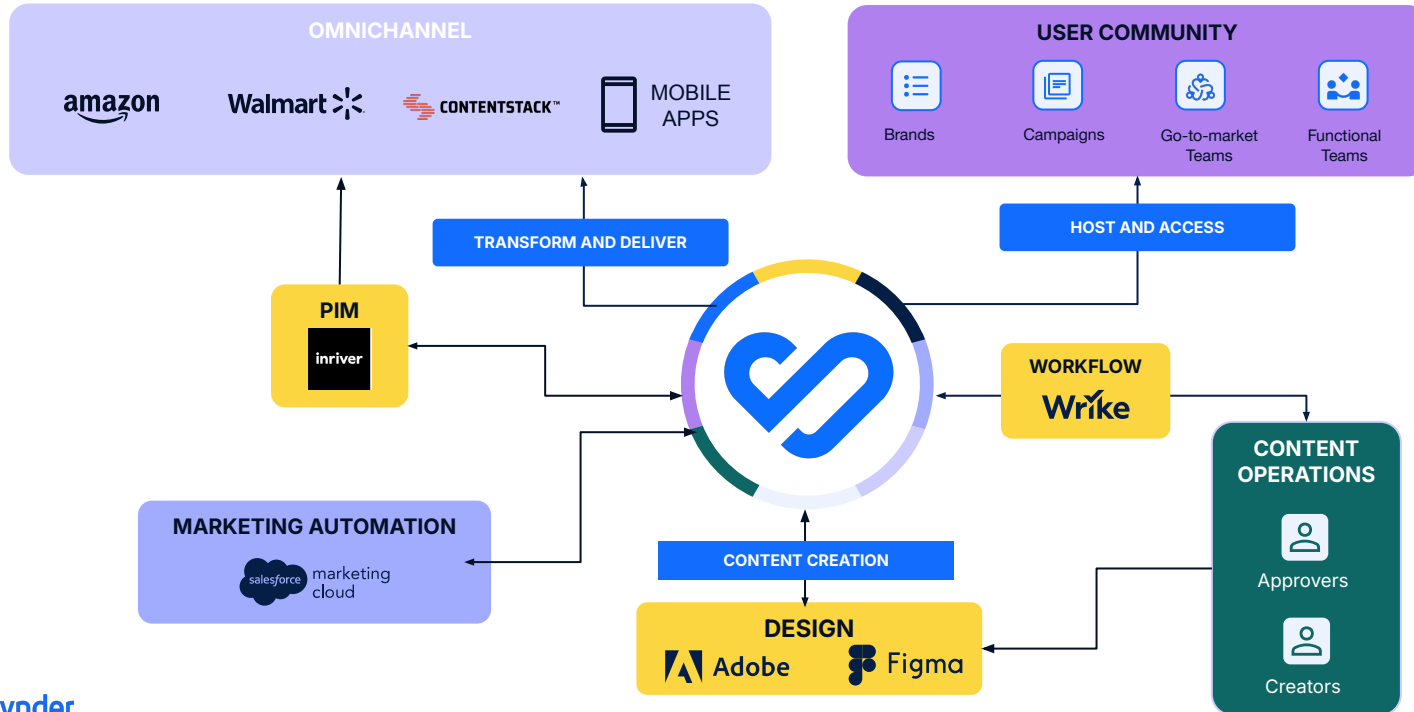 OMNICHANNEL
amazon
Walmart
CONTENTSTACK™
MOBILE
APPS
USER COMMUNITY
Brands
Campaigns
Go-to-market
Teams
Functional
Teams
TRANSFORM AND DELIVER
HOST AND ACCESS
PIM
inriver
WORKFLOW
Wrike
CONTENT
OPERATIONS
Approvers
Creators
MARKETING AUTOMATION
salesforce
marketing
cloud
CONTENT CREATION
DESIGN
Adobe
Figma
ynder